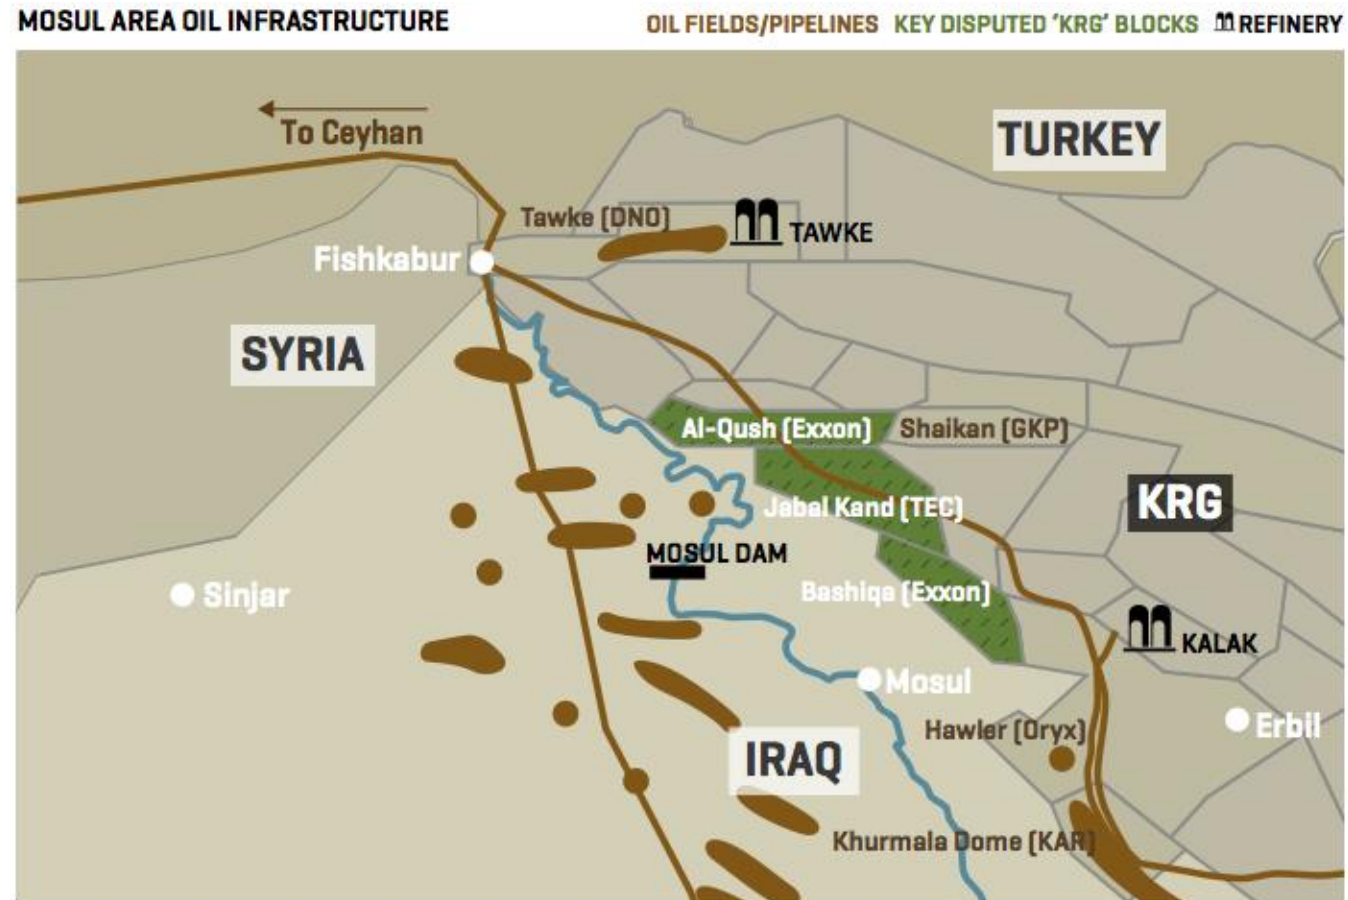 MOSUL AREA OIL INFRASTRUCTURE
OIL FIELDS/PIPELINES KEY DISPUTED 'KRG' BLOCKS REFINERY
To Ceyhan
TURKEY
Tawke (DNO)
TAWKE
Fishkabur
SYRIA
Al-Qush (Exxon)
Shaikan (GKP)
KRG
Jabal Kand (TEC)
MOSUL DAM
Bashiqa (Exxon)
Sinjar
KALAK
Mosul
Hawler (Oryx)
Erbil
IRAQ
Khurmala Dome (KAR)